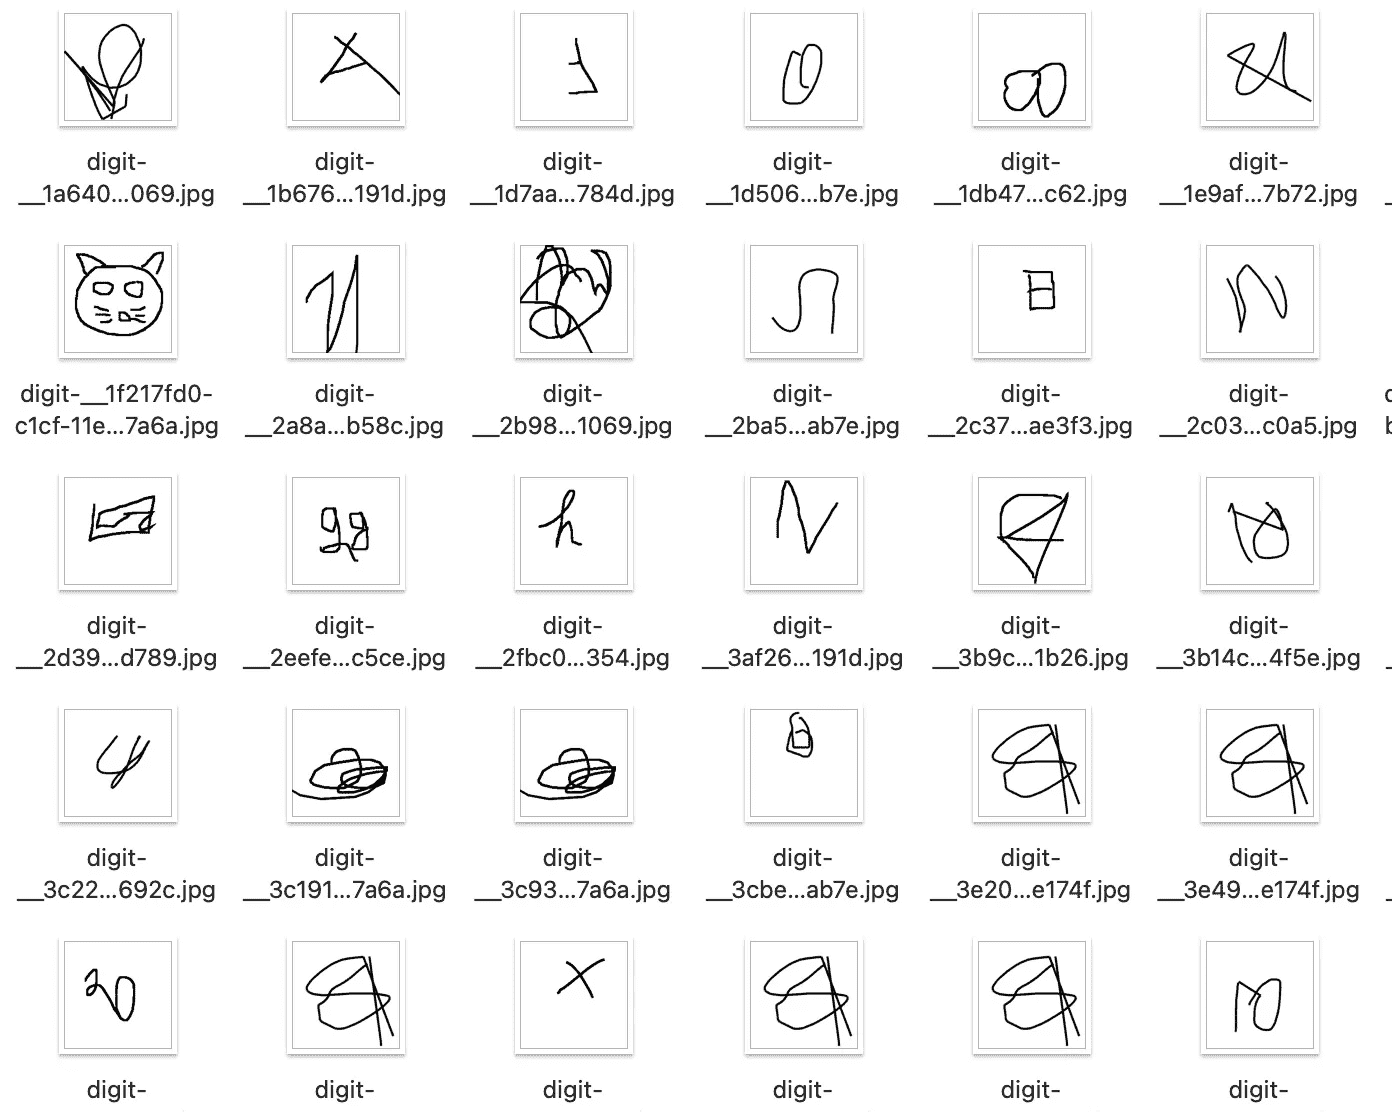 digit-
__1a640...069.jpg
digit-
__1b676...191d.jpg
digit-
__1d7aa...784d.jpg
digit-
__1d506...b7e.jpg
digit-
__1db47...c62.jpg
digit-
__1e9af...7b72.jpg
digit-__1f217fd0-
c1cf-11e...7a6a.jpg
digit-
__2a8a...b58c.jpg
digit-
__2b98...1069.jpg
digit-
__2ba5...ab7e.jpg
digit-
__2c37...ae3f3.jpg
digit-
__2c03...c0a5.jpg
digit-
__2d39...d789.jpg
digit-
__2eefe...c5ce.jpg
digit-
__2fbc0...354.jpg
digit-
__3af26...191d.jpg
digit-
__3b9c...1b26.jpg
digit-
__3b14c...4f5e.jpg
digit-
__3c22...692c.jpg
digit-
__3c191...7a6a.jpg
digit-
__3c93...7a6a.jpg
digit-
__3cbe...ab7e.jpg
digit-
__3e20...e174f.jpg
digit-
__3e49...e174f.jpg
digit-
digit-
digit-
digit-
digit-
digit-